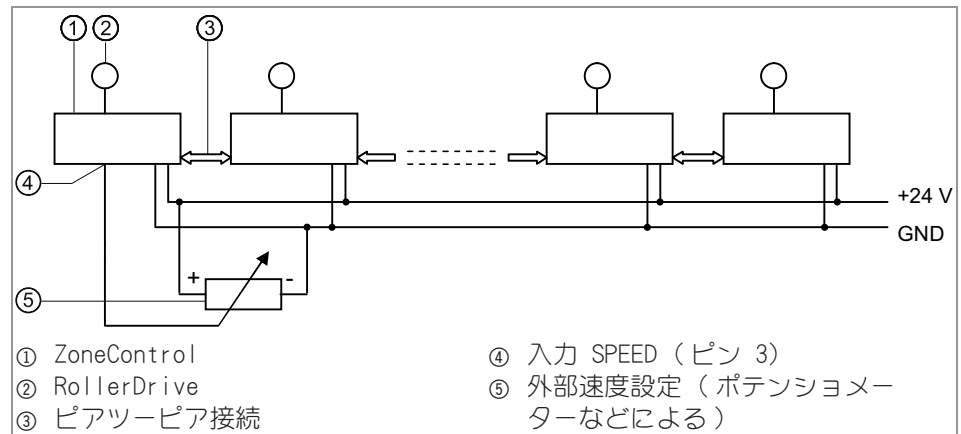 ① ② ③
④
+24 V
GND
+ -
⑤
① ZoneControl
② RollerDrive
③ ピアツーピア接続
④ 入力 SPEED（ピン 3）
⑤ 外部速度設定（ポテンショメー
ターなどによる）